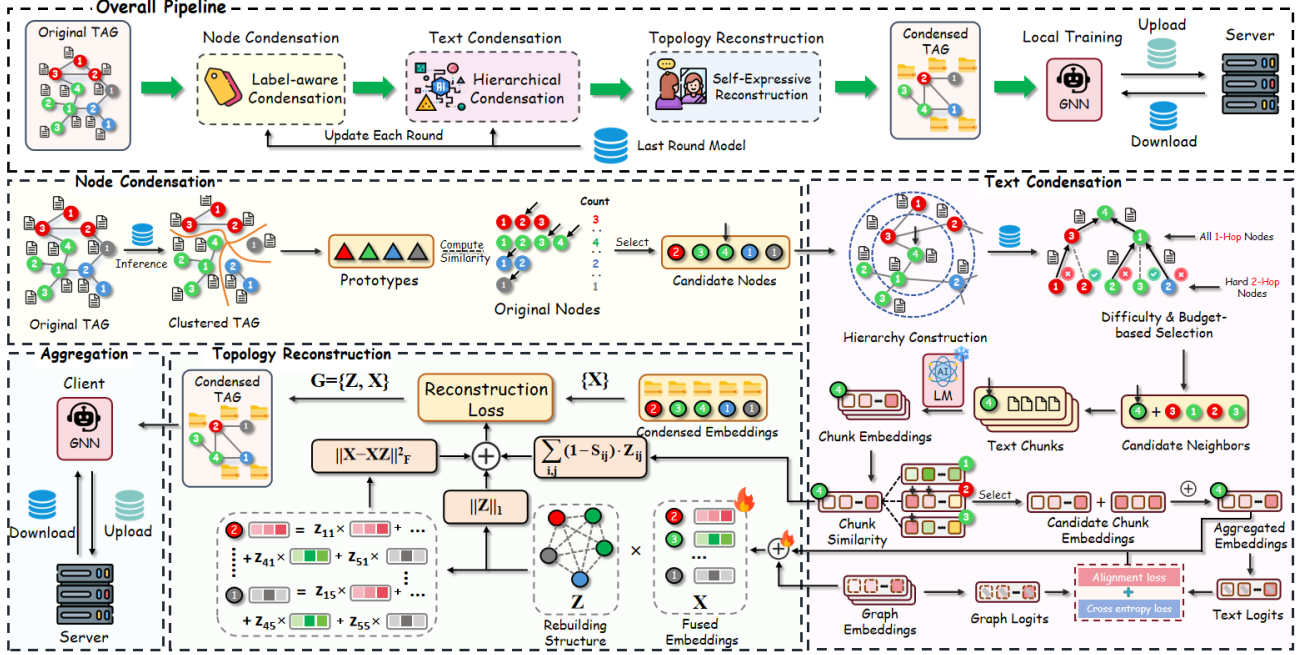 Overall Pipeline
Original TAG
Node Condensation
Label-aware
Condensation
Text Condensation
Hierarchical
Condensation
Topology Reconstruction
Self-Expressive
Reconstruction
Condensed
TAG
Local Training
GNN
Upload
Download
Server
Update Each Round
Last Round Model
Node Condensation
Inference
Original TAG
Clustered TAG
Prototypes
Compute
Similarity
Count
3
4
2
1
Original Nodes
Select
Candidate Nodes
Text Condensation
Hierarchy Construction
All 1-Hop Nodes
Hard 2-Hop
Nodes
Difficulty & Budget-
based Selection
Candidate Neighbors
Text Chunks
LM
Chunk Embeddings
Chunk
Similarity
Select
Candidate Chunk
Embeddings
Aggregated
Embeddings
Graph
Embeddings
Graph Logits
Alignment loss
+
Cross entropy loss
Text Logits
Aggregation
Client
GNN
Download
Upload
Server
Topology Reconstruction
Condensed
TAG
G={Z, X}
Reconstruction
Loss
{X}
Condensed Embeddings
||X−XZ||²F
∑i,j (1−Sij)·Zij
||Z||1
2 = Z11× + ...
+ Z41× + Z51×
1 = Z15× + ...
+ Z45× + Z55×
Z
Rebuilding
Structure
×
X
Fused
Embeddings